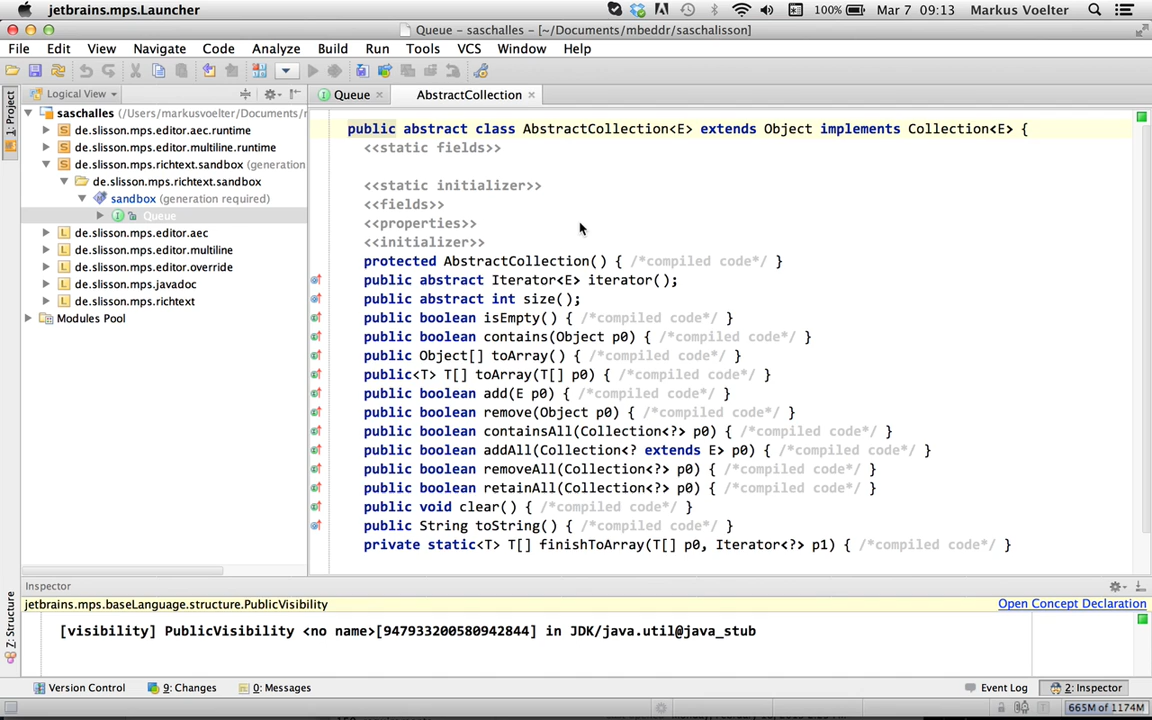 jetbrains.mps.Launcher 100% Mar 7 09:13 Markus Voelter
Queue – saschalles – [~/Documents/mbeddr/saschalisson]
File Edit View Navigate Code Analyze Build Run Tools VCS Window Help
1: Project
Logical View
Queue
AbstractCollection
saschalles (/Users/markusvoelter/Documents/r
de.slisson.mps.editor.aec.runtime
de.slisson.mps.editor.multiline.runtime
de.slisson.mps.richtext.sandbox (generation
de.slisson.mps.richtext.sandbox
sandbox (generation required)
Queue
de.slisson.mps.editor.aec
de.slisson.mps.editor.multiline
de.slisson.mps.editor.override
de.slisson.mps.javadoc
de.slisson.mps.richtext
Modules Pool
public abstract class AbstractCollection<E> extends Object implements Collection<E> {
<<static fields>>
<<static initializer>>
<<fields>>
<<properties>>
<<initializer>>
protected AbstractCollection() { /*compiled code*/ }
public abstract Iterator<E> iterator();
public abstract int size();
public boolean isEmpty() { /*compiled code*/ }
public boolean contains(Object p0) { /*compiled code*/ }
public Object[] toArray() { /*compiled code*/ }
public<T> T[] toArray(T[] p0) { /*compiled code*/ }
public boolean add(E p0) { /*compiled code*/ }
public boolean remove(Object p0) { /*compiled code*/ }
public boolean containsAll(Collection<?> p0) { /*compiled code*/ }
public boolean addAll(Collection<? extends E> p0) { /*compiled code*/ }
public boolean removeAll(Collection<?> p0) { /*compiled code*/ }
public boolean retainAll(Collection<?> p0) { /*compiled code*/ }
public void clear() { /*compiled code*/ }
public String toString() { /*compiled code*/ }
private static<T> T[] finishToArray(T[] p0, Iterator<?> p1) { /*compiled code*/ }
Inspector
jetbrains.mps.baseLanguage.structure.PublicVisibility Open Concept Declaration
Z: Structure
[visibility] PublicVisibility <no name>[947933200580942844] in JDK/java.util@java_stub
Version Control 9: Changes 0: Messages Event Log 2: Inspector
665M of 1174M